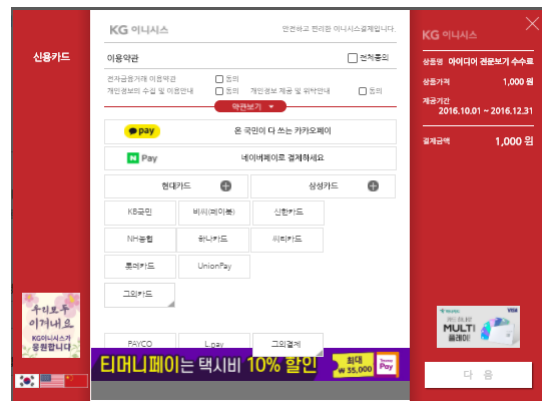 신용카드
우리모두
이겨내요
KG이니시스가
응원합니다
KG 이니시스
안전하고 편리한 이니시스결제입니다.
이용약관
전체동의
전자금융거래 이용약관
동의
개인정보의 수집 및 이용안내
동의
개인정보 제공 및 위탁안내
동의
약관보기
pay
온 국민이 다 쓰는 카카오페이
N Pay
네이버페이로 결제하세요
현대카드
삼성카드
KB국민
비씨(페이북)
신한카드
NH농협
하나카드
씨티카드
롯데카드
UnionPay
그외카드
PAYCO
L.pay
그외결제
티머니페이는 택시비 10% 할인
최대
₩35,000
Pay
KG 이니시스
상품명 아이디어 전문보기 수수료
상품가격 1,000 원
제공기간
2016.10.01 ~ 2016.12.31
결제금액 1,000 원
VISA
MULTI
플레이!
다 음